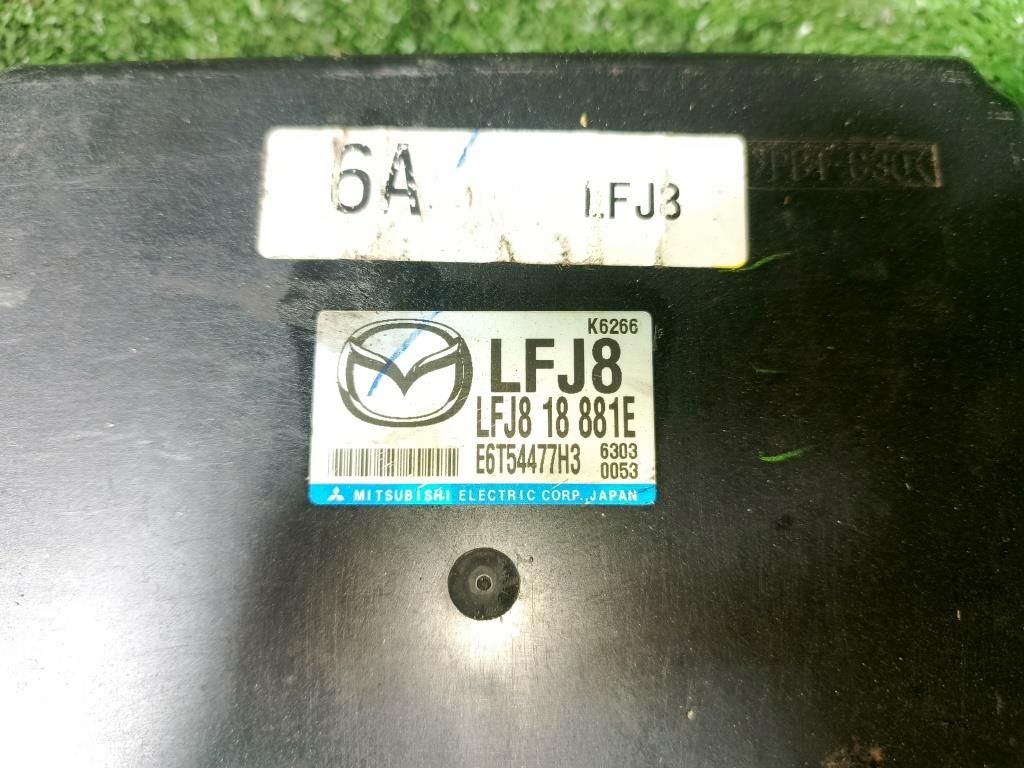 6A LFJ8
K6266
LFJ8
LFJ8 18 881E
E6T54477H3 6303
0053
MITSUBISHI ELECTRIC CORP. JAPAN